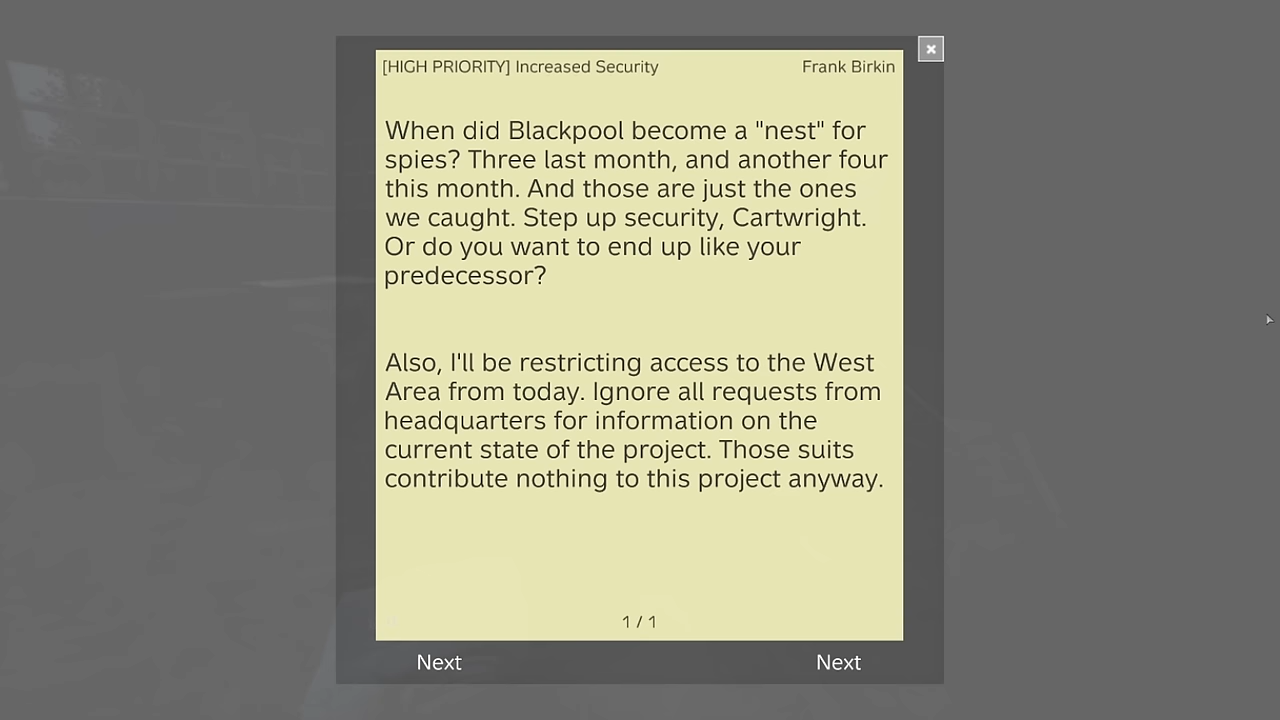 [HIGH PRIORITY] Increased Security Frank Birkin
When did Blackpool become a "nest" for
spies? Three last month, and another four
this month. And those are just the ones
we caught. Step up security, Cartwright.
Or do you want to end up like your
predecessor?
Also, I'll be restricting access to the West
Area from today. Ignore all requests from
headquarters for information on the
current state of the project. Those suits
contribute nothing to this project anyway.
1 / 1
Next Next